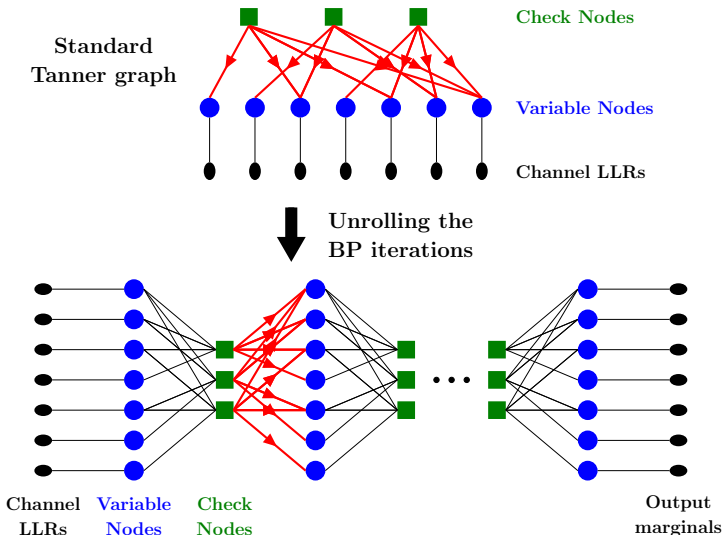 Check Nodes
Standard
Tanner graph
Variable Nodes
Channel LLRs
Unrolling the
BP iterations
Channel
LLRs
Variable
Nodes
Check
Nodes
Output
marginals